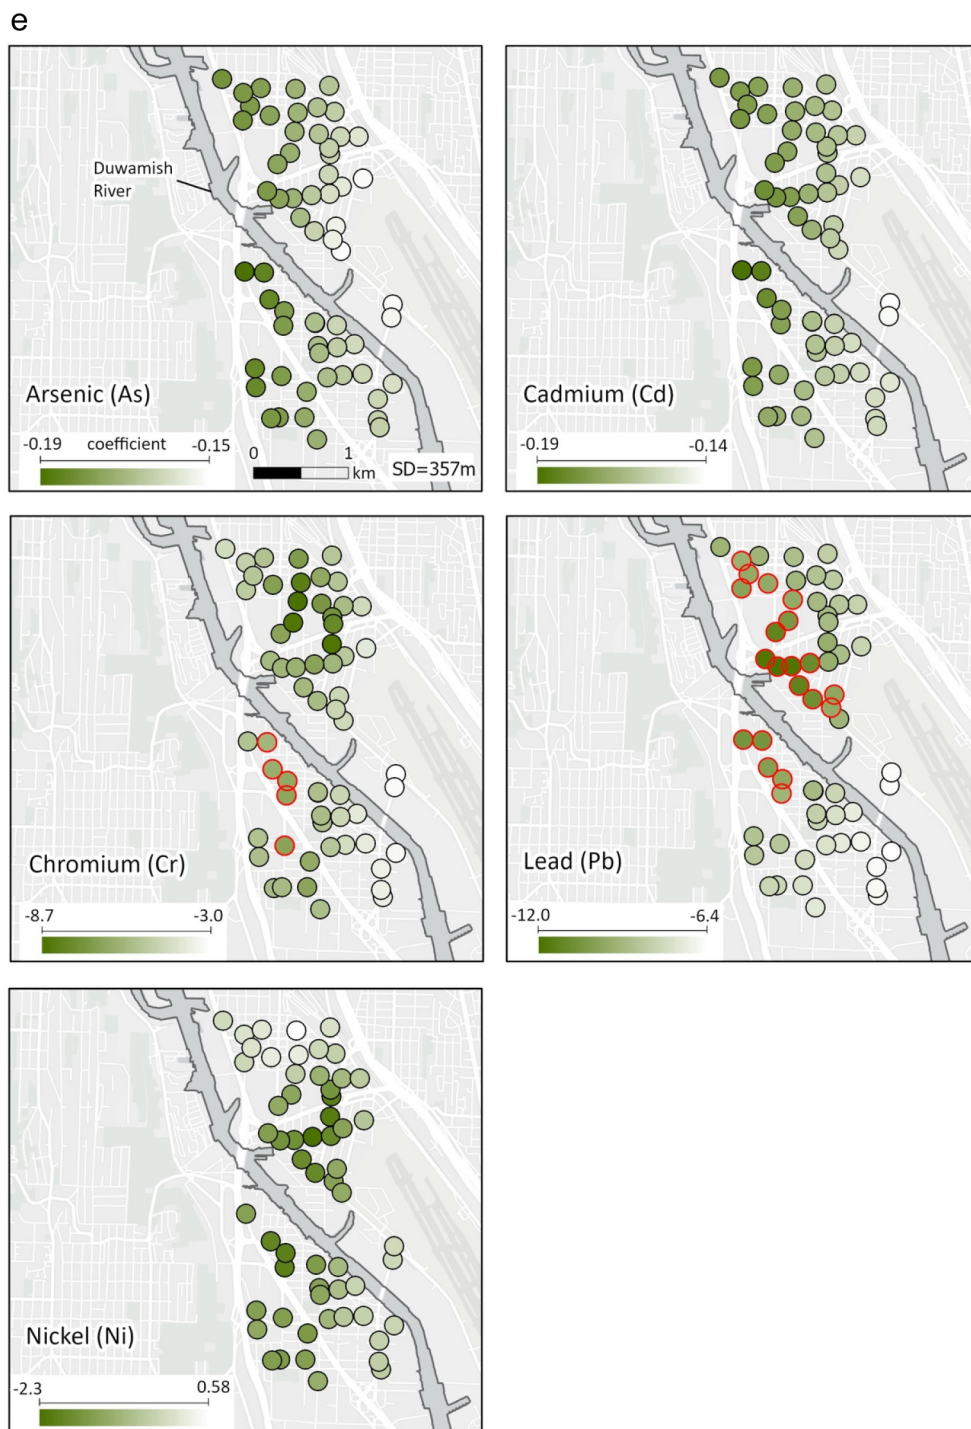 e
Duwamish
River
Arsenic (As)
-0.19 coefficient -0.15
0 1
km
SD=357m
Cadmium (Cd)
-0.19 -0.14
Chromium (Cr)
-8.7 -3.0
Lead (Pb)
-12.0 -6.4
Nickel (Ni)
-2.3 0.58